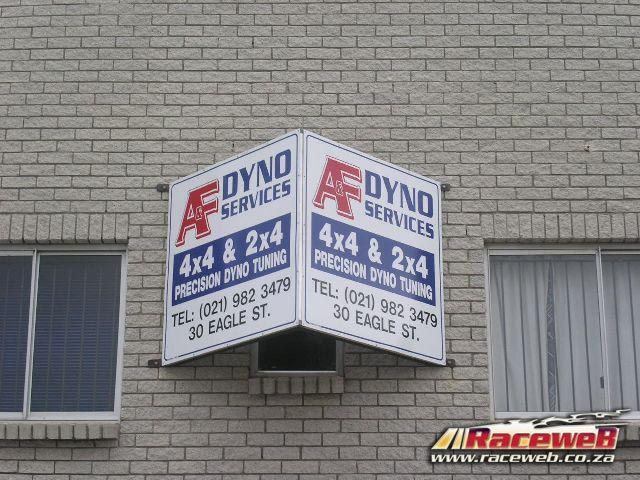 A&F DYNO
SERVICES
4x4 & 2x4
PRECISION DYNO TUNING
TEL: (021) 982 3479
30 EAGLE ST.
A&F DYNO
SERVICES
4x4 & 2x4
PRECISION DYNO TUNING
TEL: (021) 982 3479
30 EAGLE ST.
RACEWEB
www.raceweb.co.za